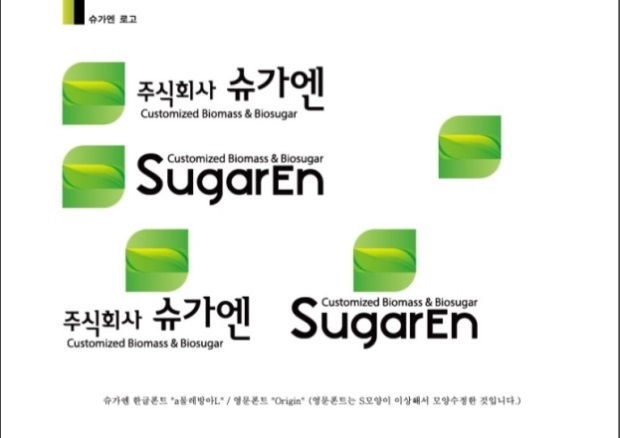 슈가엔 로고
주식회사 슈가엔
Customized Biomass & Biosugar
Customized Biomass & Biosugar
SugarEn
주식회사 슈가엔
Customized Biomass & Biosugar
Customized Biomass & Biosugar
SugarEn
슈가엔 한글폰트 "a물레방아L" / 영문폰트 "Origin" (영문폰트는 S모양이 이상해서 모양수정한 것입니다.)